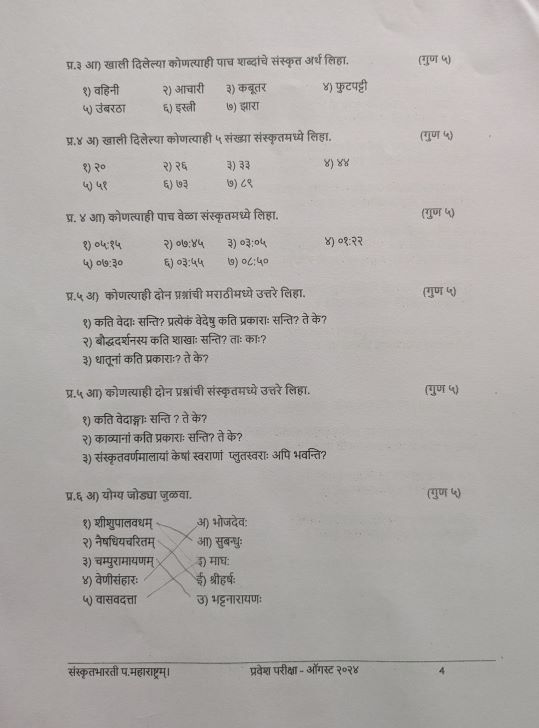 प्र.३ आ) खाली दिलेल्या कोणत्याही पाच शब्दांचे संस्कृत अर्थ लिहा. (गुण ५)
१) वहिनी २) आचारी ३) कबूतर ४) फुटपट्टी
५) उंबरठा ६) इस्त्री ७) झारा
प्र.४ अ) खाली दिलेल्या कोणत्याही ५ संख्या संस्कृतमध्ये लिहा. (गुण ५)
१) २० २) २६ ३) ३३ ४) ४४
५) ५१ ६) ७३ ७) ८९
प्र. ४ आ) कोणत्याही पाच वेळा संस्कृतमध्ये लिहा. (गुण ५)
१) ०५:१५ २) ०७:४५ ३) ०३:०५ ४) ०१:२२
५) ०७:३० ६) ०३:५५ ७) ०८:५०
प्र.५ अ) कोणत्याही दोन प्रश्नांची मराठीमध्ये उत्तरे लिहा. (गुण ५)
१) कति वेदाः सन्ति? प्रत्येकं वेदेषु कति प्रकाराः सन्ति? ते के?
२) बौद्धदर्शनस्य कति शाखाः सन्ति? ताः काः?
३) धातूनां कति प्रकाराः? ते के?
प्र.५ आ) कोणत्याही दोन प्रश्नांची संस्कृतमध्ये उत्तरे लिहा. (गुण ५)
१) कति वेदाङ्गाः सन्ति ? ते के?
२) काव्यानां कति प्रकाराः सन्ति? ते के?
३) संस्कृतवर्णमालायां केषां स्वराणां प्लुतस्वराः अपि भवन्ति?
प्र.६ अ) योग्य जोड्या जुळवा. (गुण ५)
१) शीशुपालवधम् अ) भोजदेव:
२) नैषधियचरितम् आ) सुबन्धुः
३) चम्पुरामायणम् इ) माघ:
४) वेणीसंहारः ई) श्रीहर्षः
५) वासवदत्ता उ) भट्टनारायणः
संस्कृतभारती प.महाराष्ट्रम्। प्रवेश परीक्षा - ऑगस्ट २०२४ 4